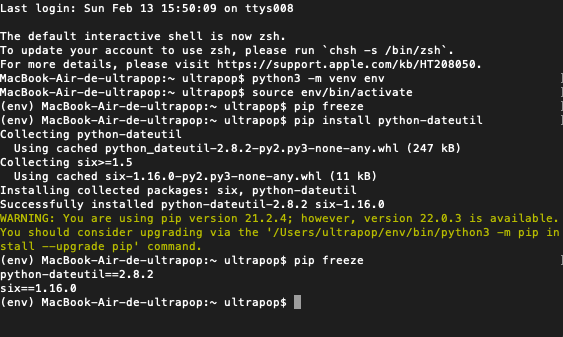 Last login: Sun Feb 13 15:50:09 on ttys008
The default interactive shell is now zsh.
To update your account to use zsh, please run `chsh -s /bin/zsh`.
For more details, please visit https://support.apple.com/kb/HT208050.
MacBook-Air-de-ultrapop:~ ultrapop$ python3 -m venv env
MacBook-Air-de-ultrapop:~ ultrapop$ source env/bin/activate
(env) MacBook-Air-de-ultrapop:~ ultrapop$ pip freeze
(env) MacBook-Air-de-ultrapop:~ ultrapop$ pip install python-dateutil
Collecting python-dateutil
  Using cached python_dateutil-2.8.2-py2.py3-none-any.whl (247 kB)
Collecting six>=1.5
  Using cached six-1.16.0-py2.py3-none-any.whl (11 kB)
Installing collected packages: six, python-dateutil
Successfully installed python-dateutil-2.8.2 six-1.16.0
WARNING: You are using pip version 21.2.4; however, version 22.0.3 is available.
You should consider upgrading via the '/Users/ultrapop/env/bin/python3 -m pip in
stall --upgrade pip' command.
(env) MacBook-Air-de-ultrapop:~ ultrapop$ pip freeze
python-dateutil==2.8.2
six==1.16.0
(env) MacBook-Air-de-ultrapop:~ ultrapop$